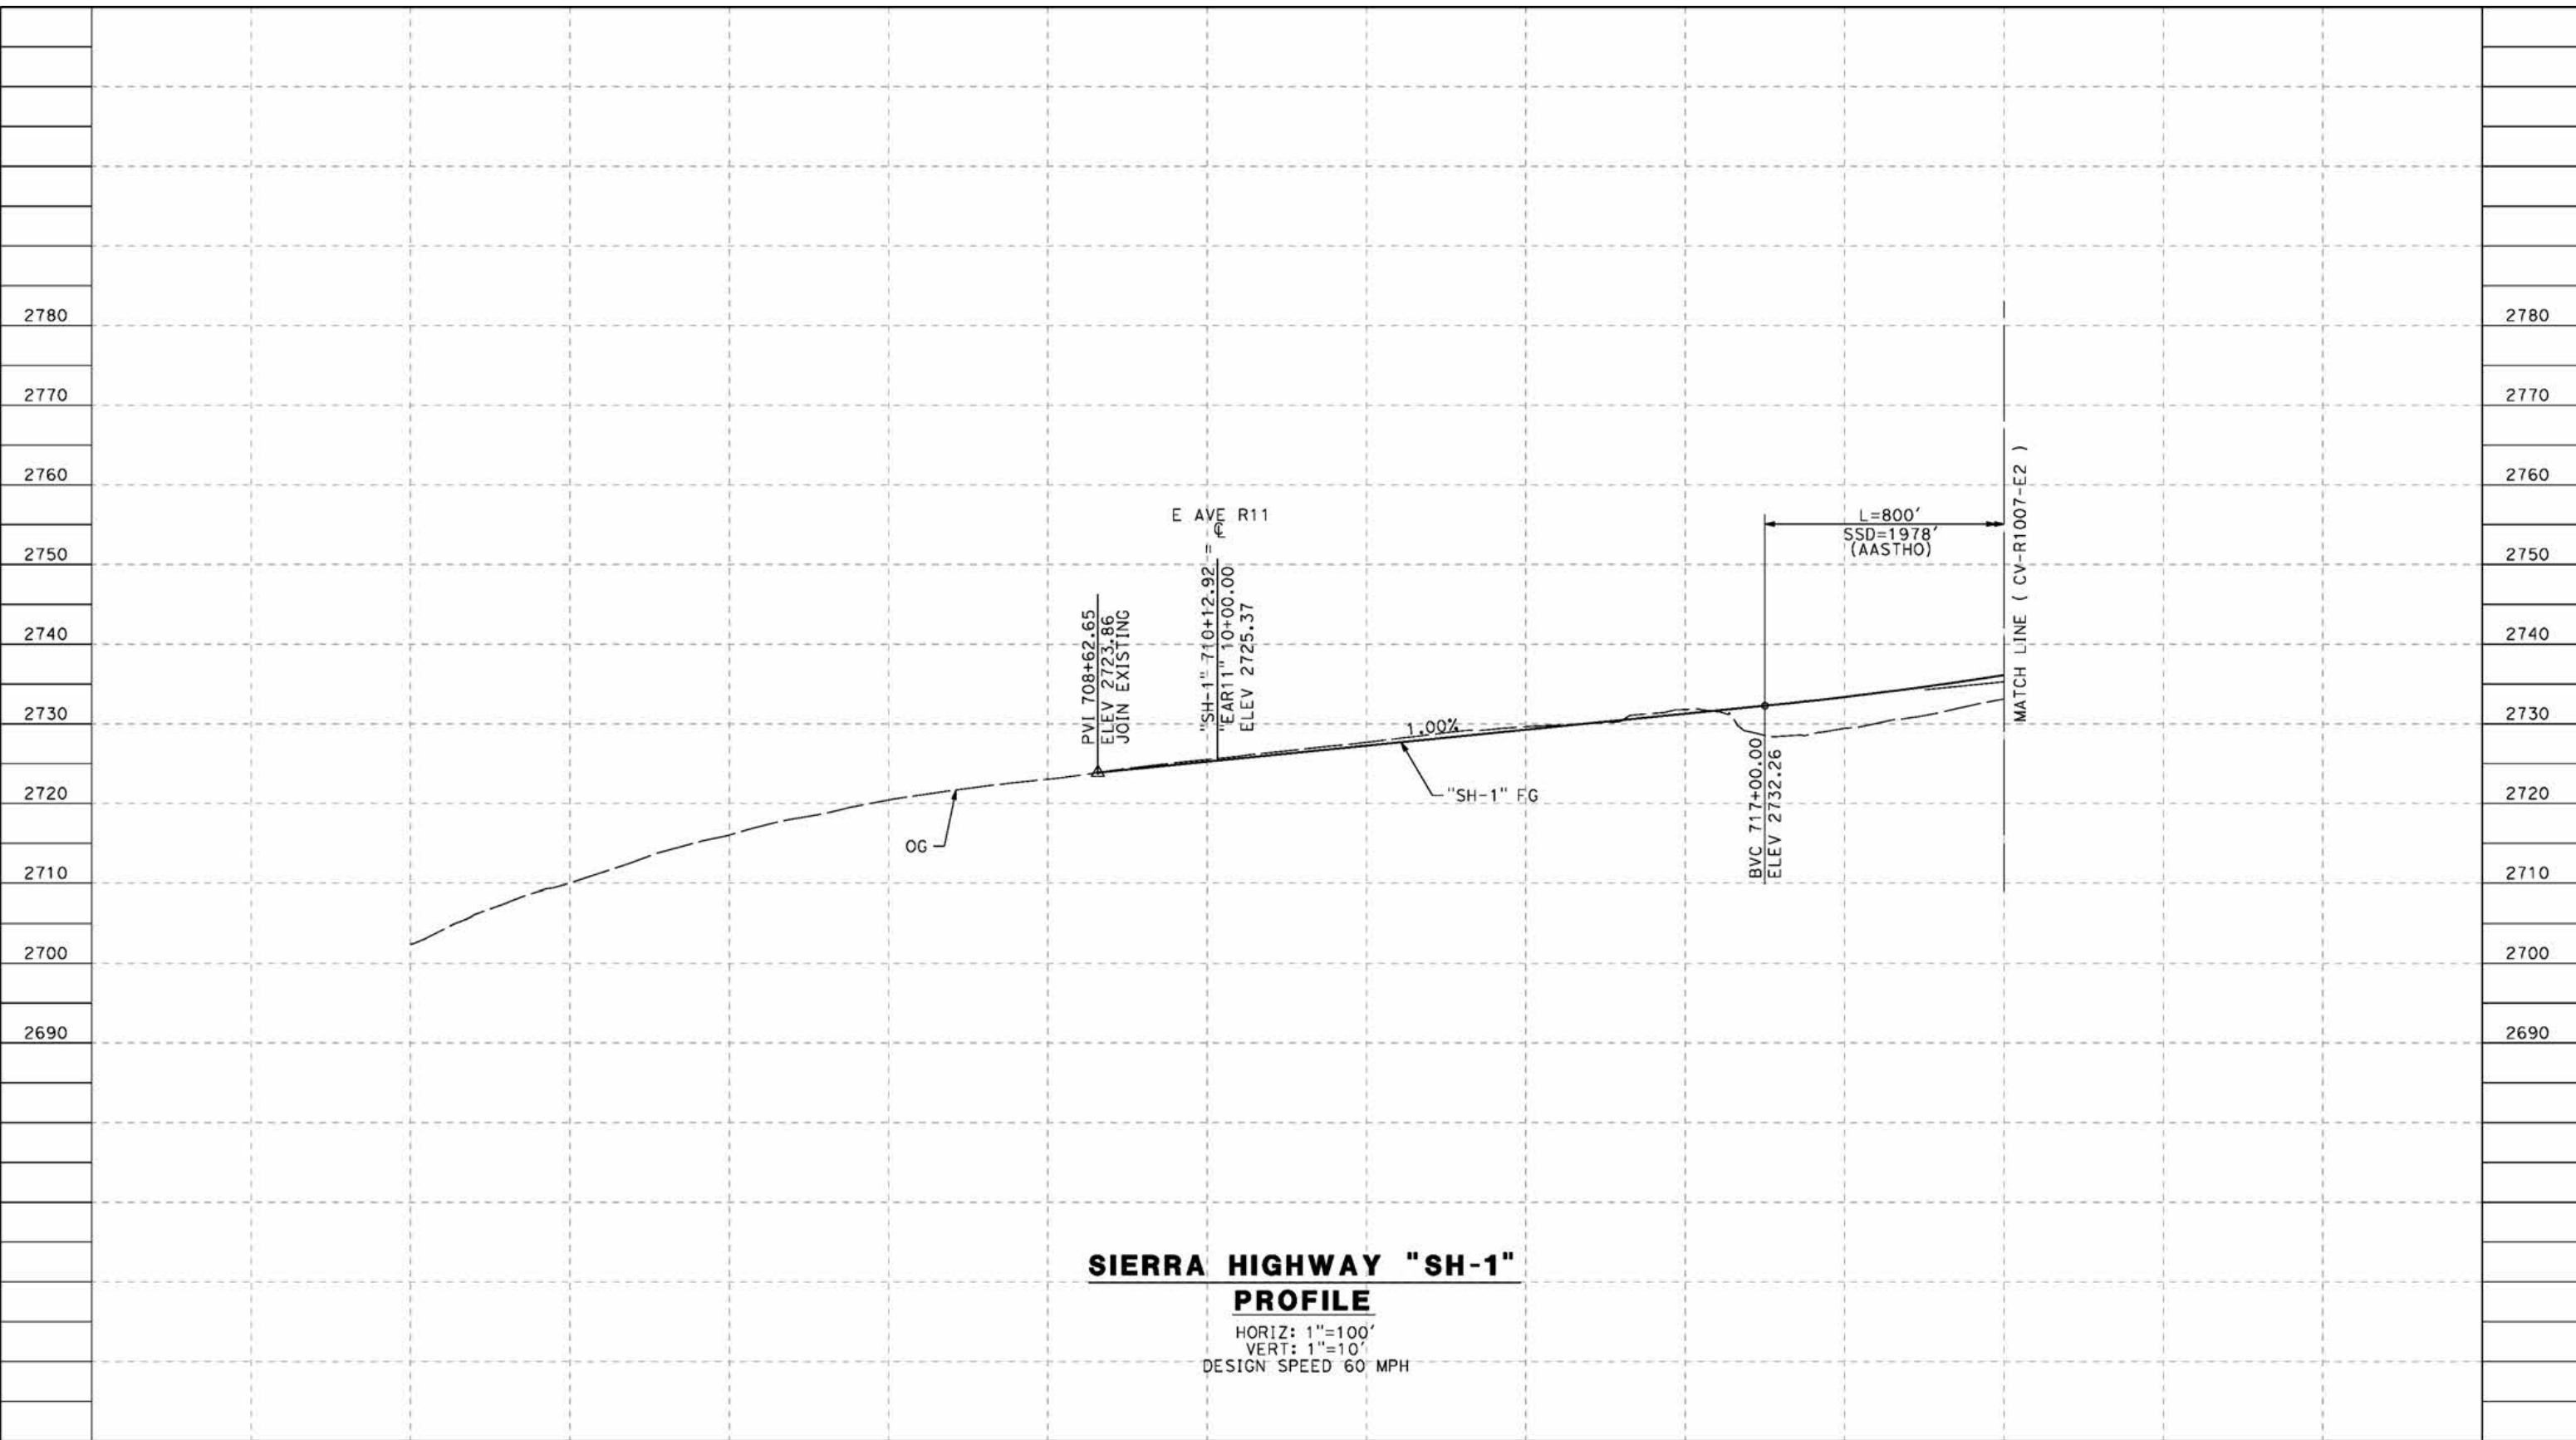 2780
2770
2760
2750
2740
2730
2720
2710
2700
2690
E AVE R11
℄
"SH-1" 710+12.92 =
"EAR11" 10+00.00
ELEV 2725.37
PVI 708+62.65
ELEV 2723.86
JOIN EXISTING
OG
1.00%
"SH-1" FG
BVC 717+00.00
ELEV 2732.26
L=800'
SSD=1978'
(AASTHO)
MATCH LINE ( CV-R1007-E2 )
2780
2770
2760
2750
2740
2730
2720
2710
2700
2690
SIERRA HIGHWAY "SH-1"
PROFILE
HORIZ: 1"=100'
VERT: 1"=10'
DESIGN SPEED 60 MPH